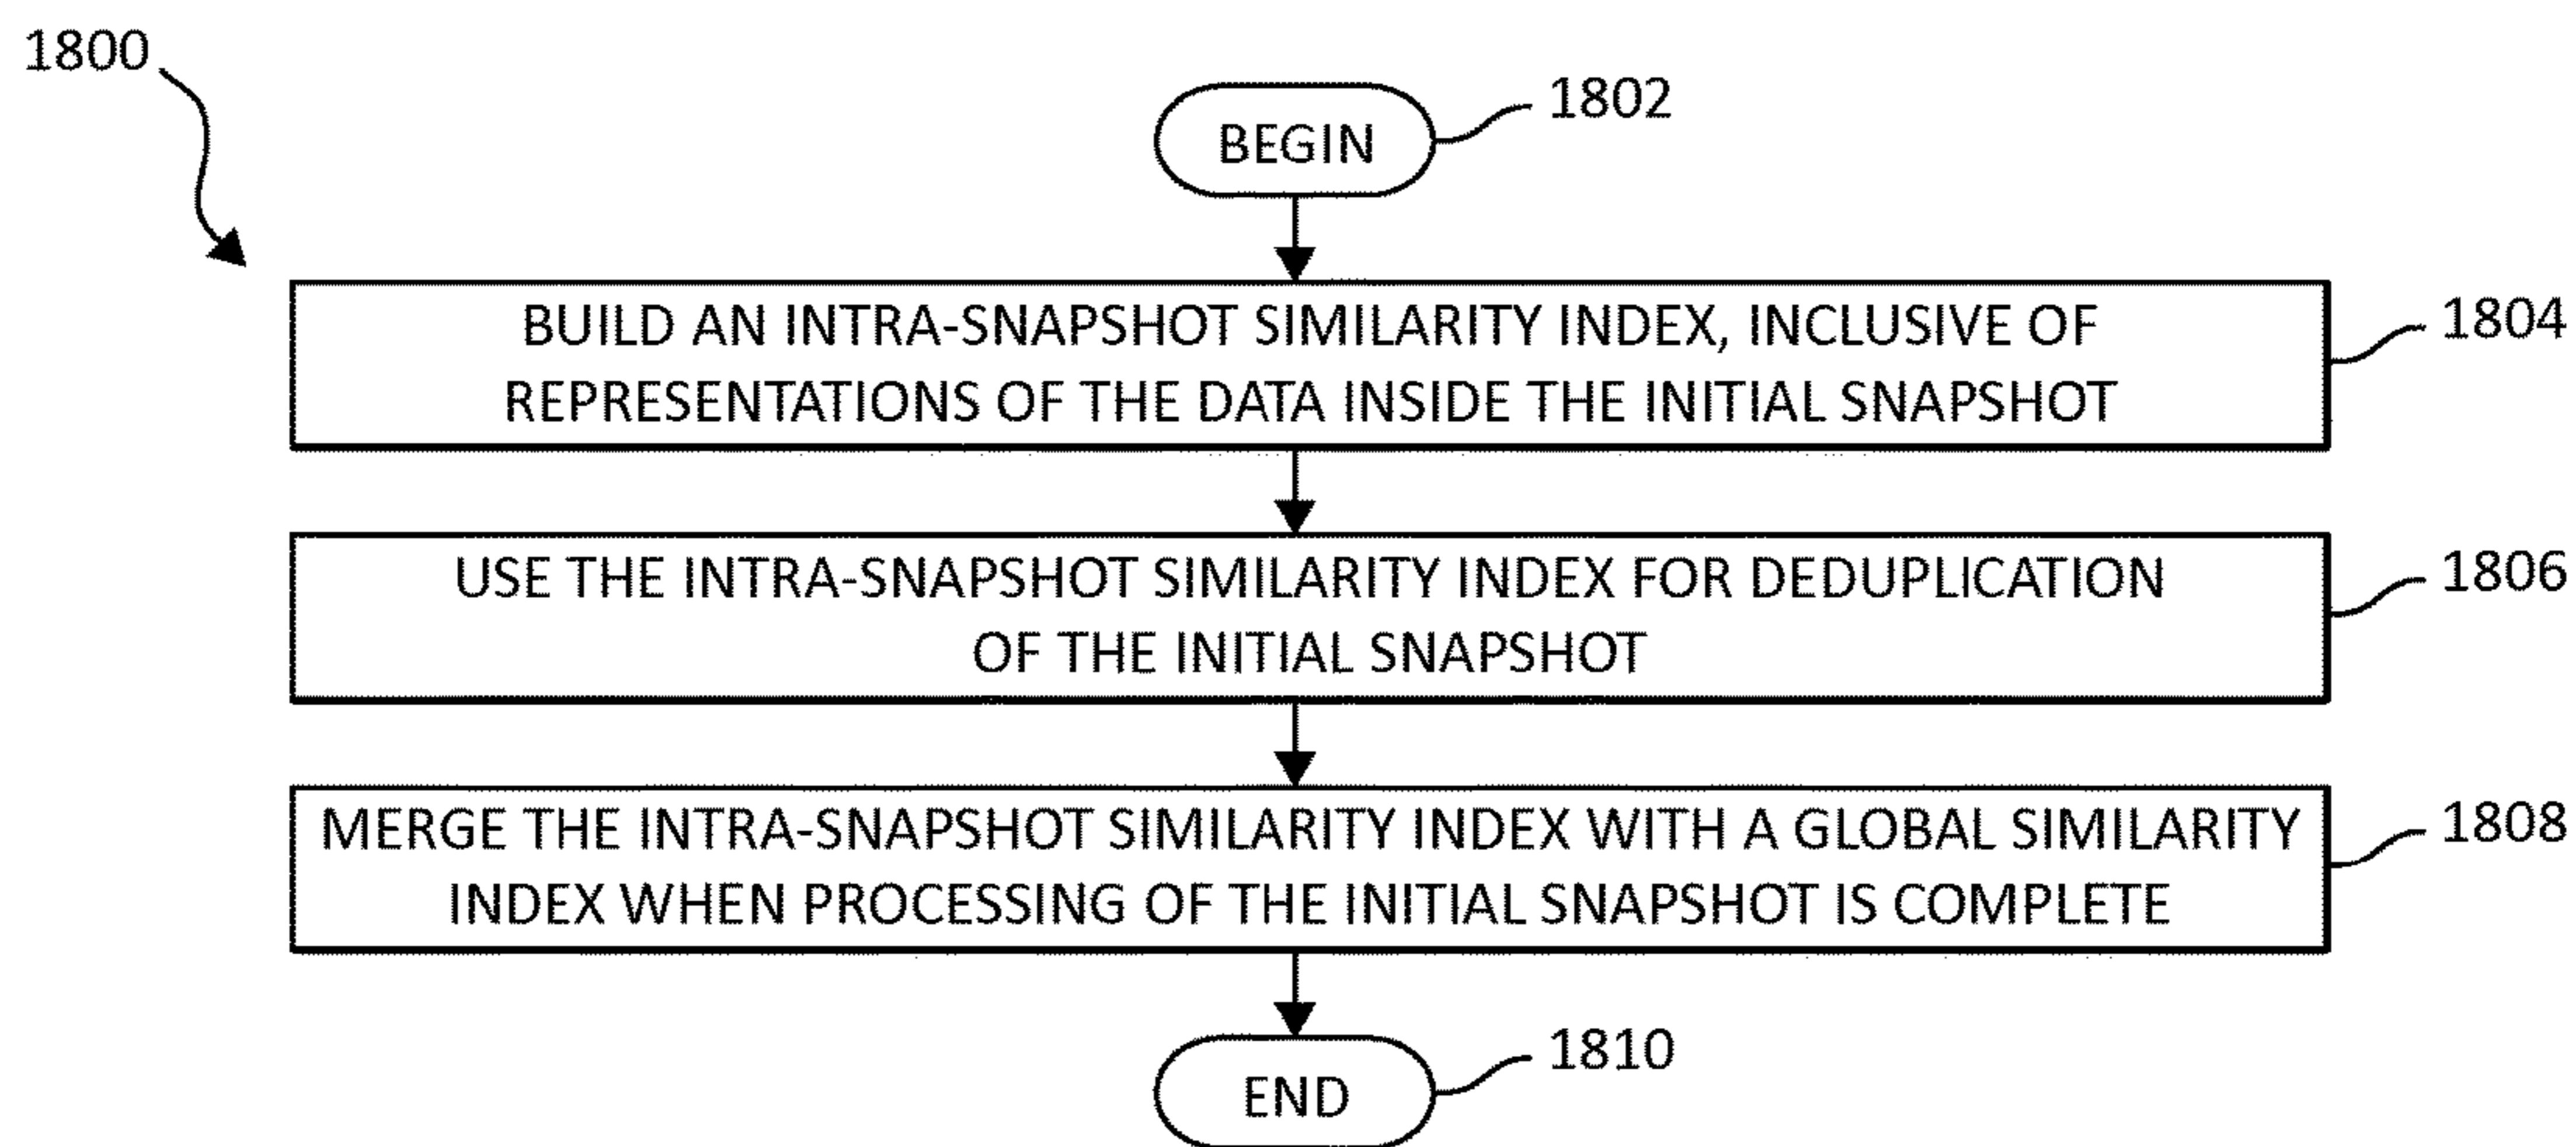 1800
BEGIN
1802
BUILD AN INTRA-SNAPSHOT SIMILARITY INDEX, INCLUSIVE OF
REPRESENTATIONS OF THE DATA INSIDE THE INITIAL SNAPSHOT
1804
USE THE INTRA-SNAPSHOT SIMILARITY INDEX FOR DEDUPLICATION
OF THE INITIAL SNAPSHOT
1806
MERGE THE INTRA-SNAPSHOT SIMILARITY INDEX WITH A GLOBAL SIMILARITY
INDEX WHEN PROCESSING OF THE INITIAL SNAPSHOT IS COMPLETE
1808
END
1810